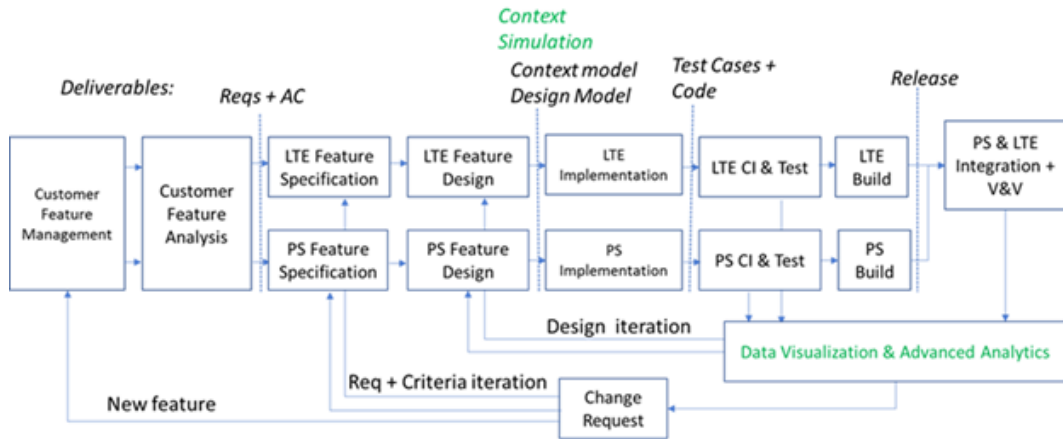 Context
Simulation
Deliverables:
Reqs + AC
Context model
Design Model
Test Cases +
Code
Release
Customer
Feature
Management
Customer
Feature
Analysis
LTE Feature
Specification
LTE Feature
Design
LTE
Implementation
LTE CI & Test
LTE
Build
PS & LTE
Integration +
V&V
PS Feature
Specification
PS Feature
Design
PS
Implementation
PS CI & Test
PS
Build
Design iteration
Data Visualization & Advanced Analytics
Req + Criteria iteration
Change
Request
New feature